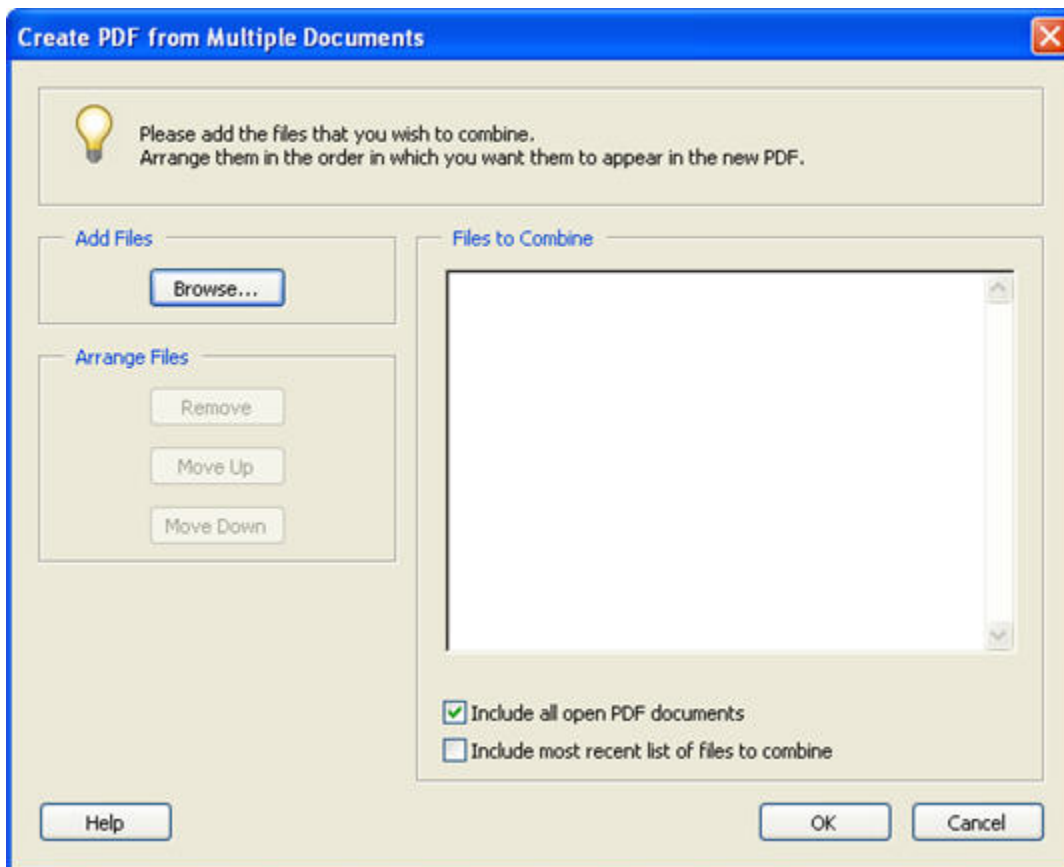 Create PDF from Multiple Documents
Please add the files that you wish to combine.
Arrange them in the order in which you want them to appear in the new PDF.
Add Files
Browse...
Arrange Files
Remove
Move Up
Move Down
Files to Combine
Include all open PDF documents
Include most recent list of files to combine
Help
OK
Cancel